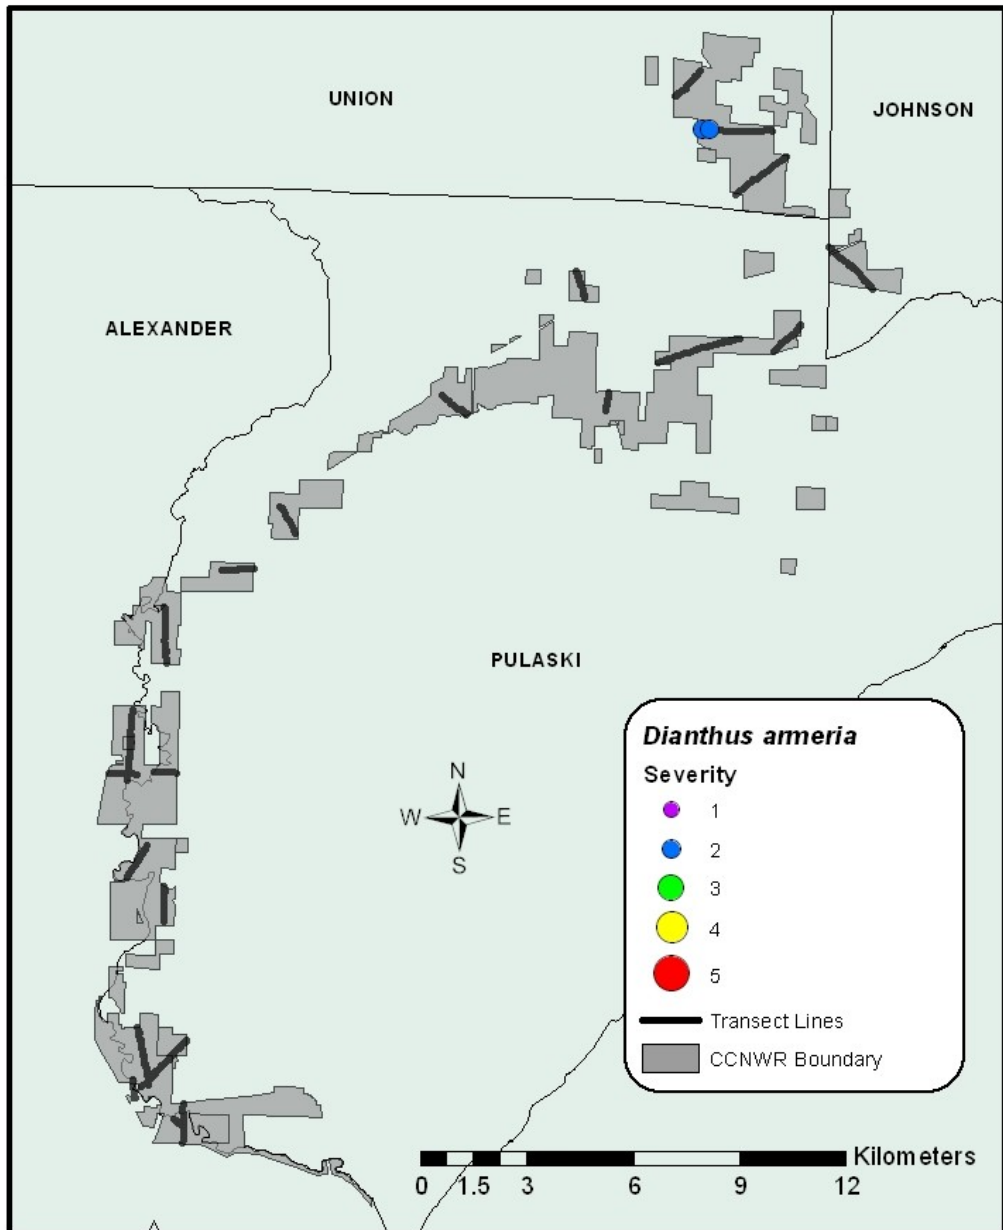 UNION
JOHNSON
ALEXANDER
PULASKI
N
W E
S
Dianthus armeria
Severity
1
2
3
4
5
Transect Lines
CCNWR Boundary
Kilometers
0 1.5 3 6 9 12